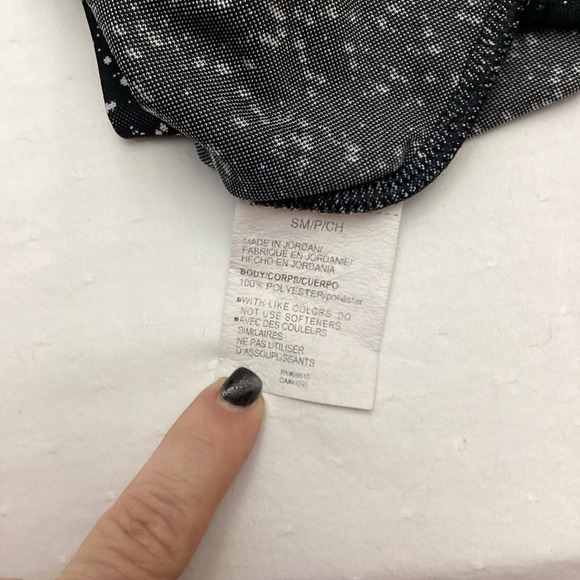 SM/P/CH
MADE IN JORDAN/
FABRIQUE EN JORDANIE/
HECHO EN JORDANIA
BODY/CORPS/CUERPO
100% POLYESTER/poliéster
▪WITH LIKE COLORS DO
NOT USE SOFTENERS
▪AVEC DES COULEURS
SIMILAIRES
NE PAS UTILISER
D'ASSOUPLISSANTS